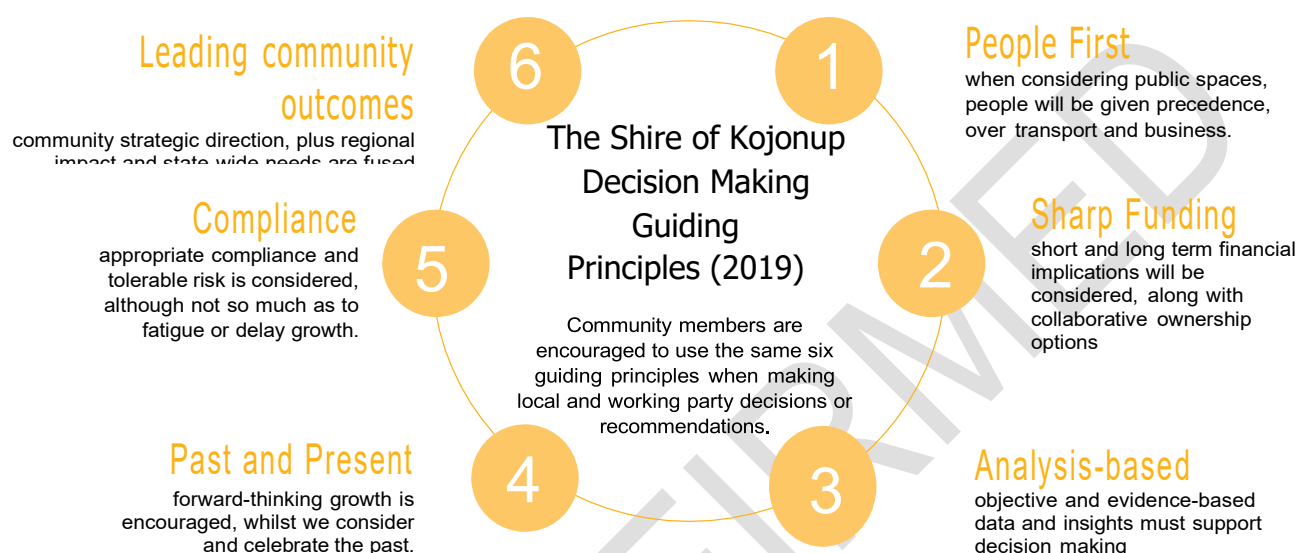 The Shire of Kojonup
Decision Making
Guiding
Principles (2019)
Community members are
encouraged to use the same six
guiding principles when making
local and working party decisions or
recommendations.
1
People First
when considering public spaces,
people will be given precedence,
over transport and business.
2
Sharp Funding
short and long term financial
implications will be
considered, along with
collaborative ownership
options
3
Analysis-based
objective and evidence-based
data and insights must support
decision making
4
Past and Present
forward-thinking growth is
encouraged, whilst we consider
and celebrate the past.
5
Compliance
appropriate compliance and
tolerable risk is considered,
although not so much as to
fatigue or delay growth.
6
Leading community
outcomes
community strategic direction, plus regional
impact and state wide needs are fused